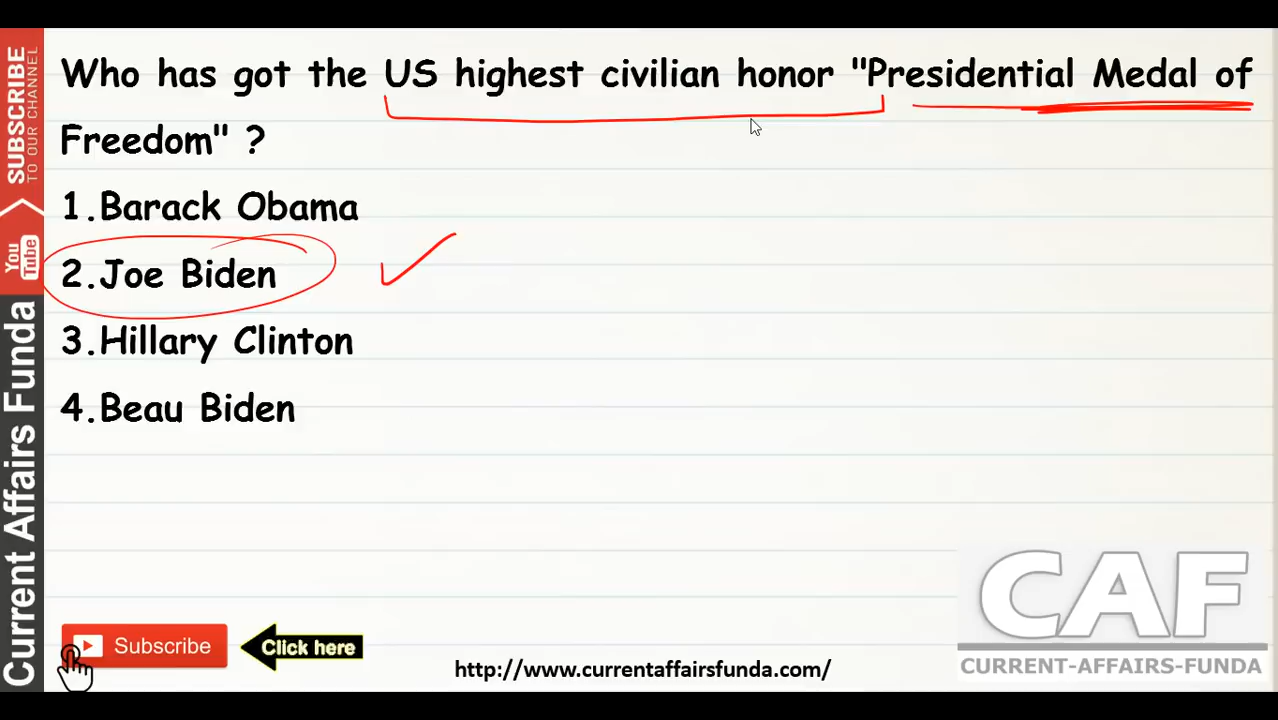 Who has got the US highest civilian honor "Presidential Medal of
Freedom" ?
1.Barack Obama
2.Joe Biden
3.Hillary Clinton
4.Beau Biden
SUBSCRIBE
TO OUR CHANNEL
You
Tube
Current Affairs Funda
Subscribe
Click here
http://www.currentaffairsfunda.com/
CAF
CURRENT-AFFAIRS-FUNDA